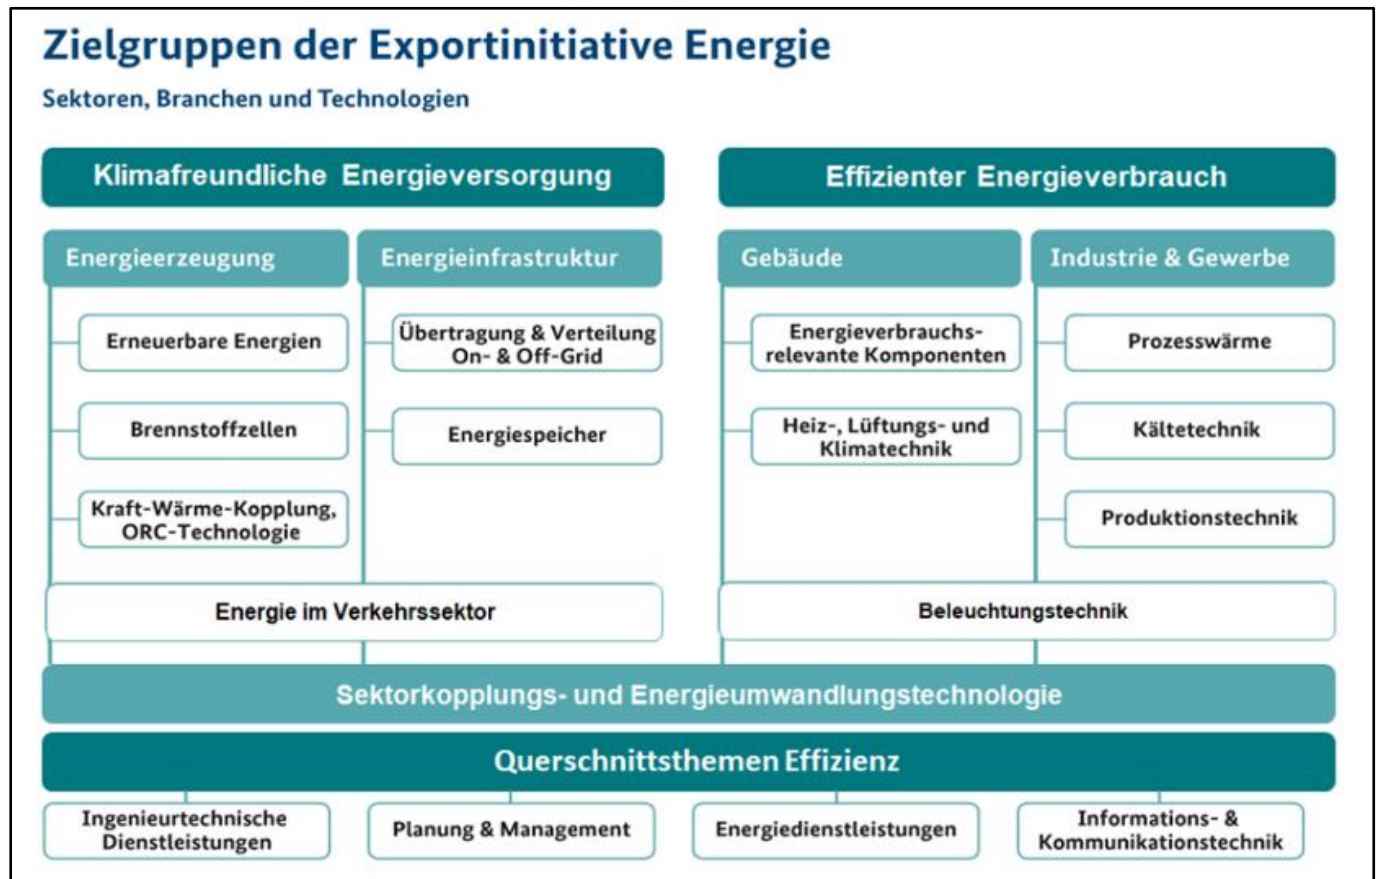 Zielgruppen der Exportinitiative Energie
Sektoren, Branchen und Technologien
Klimafreundliche Energieversorgung
Energieerzeugung
Erneuerbare Energien
Brennstoffzellen
Kraft-Wärme-Kopplung,
ORC-Technologie
Energieinfrastruktur
Übertragung & Verteilung
On- & Off-Grid
Energiespeicher
Energie im Verkehrssektor
Effizienter Energieverbrauch
Gebäude
Energieverbrauchs-
relevante Komponenten
Heiz-, Lüftungs- und
Klimatechnik
Industrie & Gewerbe
Prozesswärme
Kältetechnik
Produktionstechnik
Beleuchtungstechnik
Sektorkopplungs- und Energieumwandlungstechnologie
Querschnittsthemen Effizienz
Ingenieurtechnische
Dienstleistungen
Planung & Management
Energiedienstleistungen
Informations- &
Kommunikationstechnik